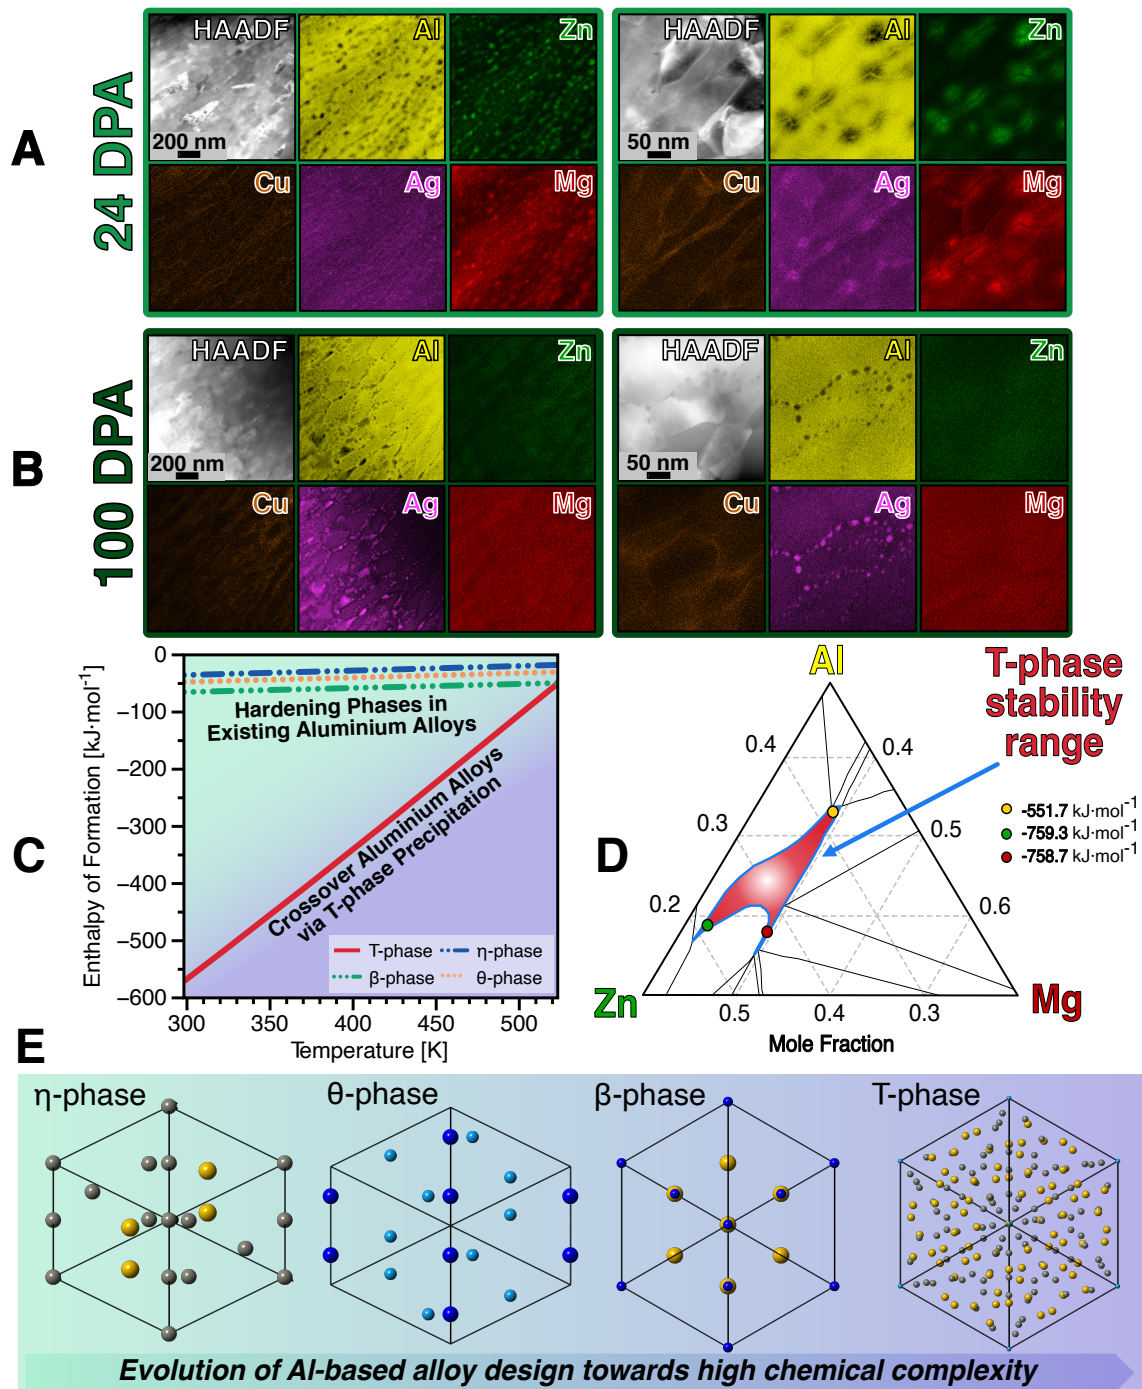 A
24 DPA
HAADF
Al
Zn
200 nm
Cu
Ag
Mg
HAADF
Al
Zn
50 nm
Cu
Ag
Mg
B
100 DPA
HAADF
Al
Zn
200 nm
Cu
Ag
Mg
HAADF
Al
Zn
50 nm
Cu
Ag
Mg
C
Enthalpy of Formation [kJ·mol⁻¹]
0
−100
−200
−300
−400
−500
−600
Hardening Phases in
Existing Aluminium Alloys
Crossover Aluminium Alloys
via T-phase Precipitation
T-phase
η-phase
β-phase
θ-phase
300
350
400
450
500
Temperature [K]
D
Al
T-phase
stability
range
0.4
0.4
-551.7 kJ·mol⁻¹
-759.3 kJ·mol⁻¹
-758.7 kJ·mol⁻¹
0.3
0.5
0.2
0.6
Zn
Mg
0.5
0.4
0.3
Mole Fraction
E
η-phase
θ-phase
β-phase
T-phase
Evolution of Al-based alloy design towards high chemical complexity